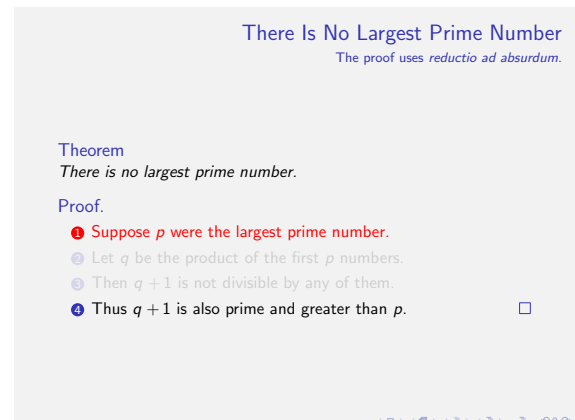 There Is No Largest Prime Number
The proof uses reductio ad absurdum.
Theorem
There is no largest prime number.
Proof.
1 Suppose p were the largest prime number.
2 Let q be the product of the first p numbers.
3 Then q + 1 is not divisible by any of them.
4 Thus q + 1 is also prime and greater than p. □